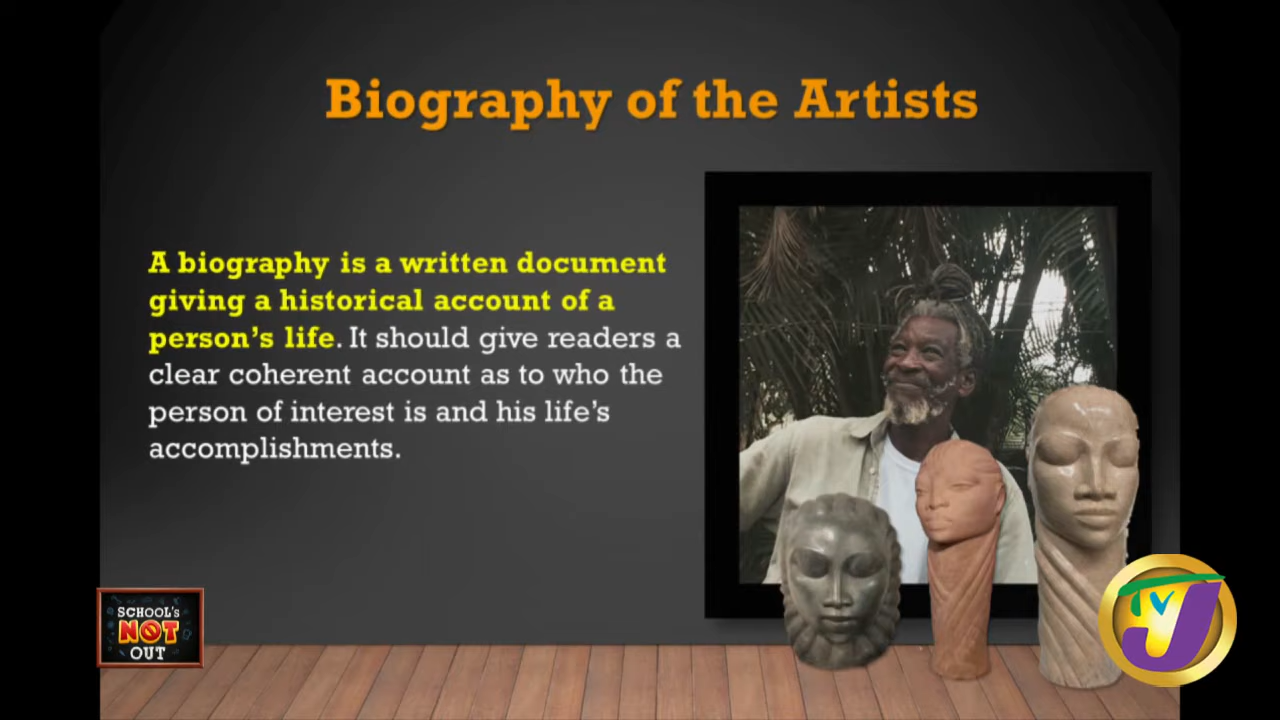 Biography of the Artists
A biography is a written document
giving a historical account of a
person's life. It should give readers a
clear coherent account as to who the
person of interest is and his life's
accomplishments.
SCHOOL's
NOT
OUT
TVJ